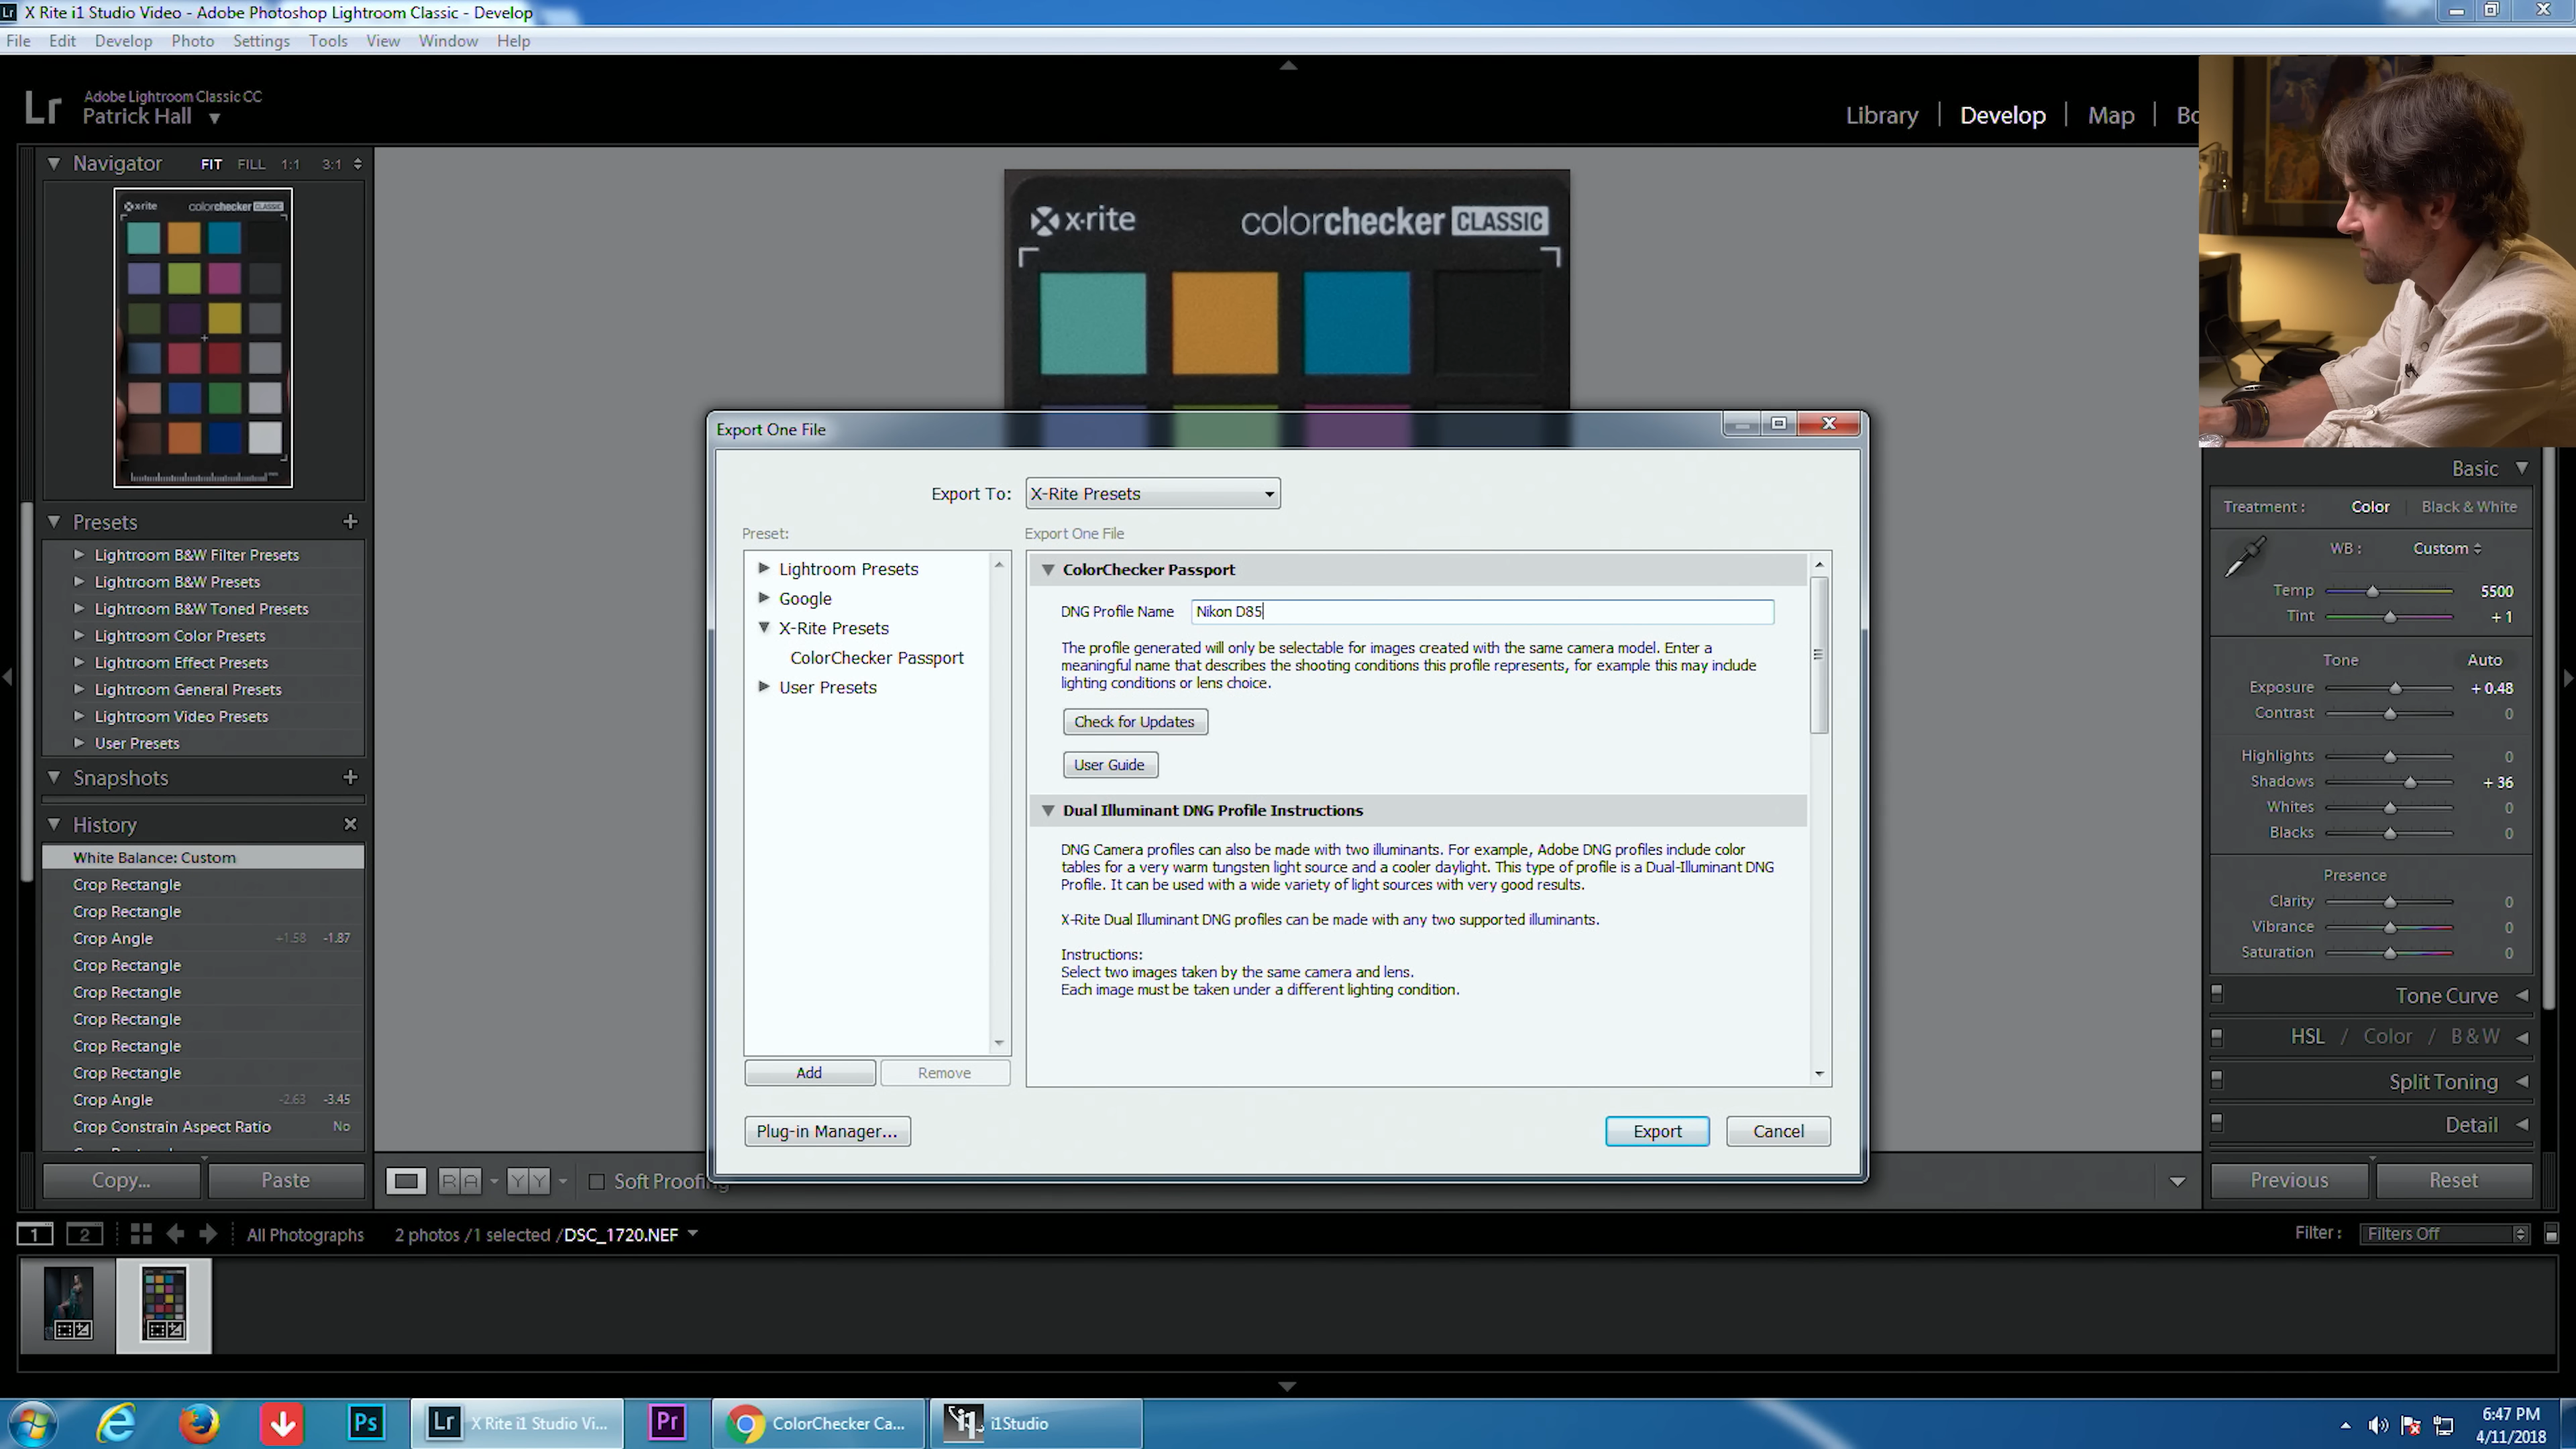 X Rite i1 Studio Video - Adobe Photoshop Lightroom Classic - Develop
File Edit Develop Photo Settings Tools View Window Help
Lr Adobe Lightroom Classic CC
Patrick Hall
Library | Develop | Map | Bo
Navigator FIT FILL 1:1 3:1
x·rite colorchecker CLASSIC
x·rite colorchecker CLASSIC
Presets +
Lightroom B&W Filter Presets
Lightroom B&W Presets
Lightroom B&W Toned Presets
Lightroom Color Presets
Lightroom Effect Presets
Lightroom General Presets
Lightroom Video Presets
User Presets
Snapshots +
History
White Balance: Custom
Crop Rectangle
Crop Rectangle
Crop Angle +1.58 -1.87
Crop Rectangle
Crop Rectangle
Crop Rectangle
Crop Rectangle
Crop Rectangle
Crop Angle -2.63 -3.45
Crop Constrain Aspect Ratio No
Copy... Paste
Export One File
Export To: X-Rite Presets
Preset:
Lightroom Presets
Google
X-Rite Presets
ColorChecker Passport
User Presets
Add Remove
Plug-in Manager...
Export One File
ColorChecker Passport
DNG Profile Name Nikon D85
The profile generated will only be selectable for images created with the same camera model. Enter a
meaningful name that describes the shooting conditions this profile represents, for example this may include
lighting conditions or lens choice.
Check for Updates
User Guide
Dual Illuminant DNG Profile Instructions
DNG Camera profiles can also be made with two illuminants. For example, Adobe DNG profiles include color
tables for a very warm tungsten light source and a cooler daylight. This type of profile is a Dual-Illuminant DNG
Profile. It can be used with a wide variety of light sources with very good results.
X-Rite Dual Illuminant DNG profiles can be made with any two supported illuminants.
Instructions:
Select two images taken by the same camera and lens.
Each image must be taken under a different lighting condition.
Export Cancel
Basic
Treatment : Color Black & White
WB : Custom
Temp 5500
Tint + 1
Tone Auto
Exposure + 0.48
Contrast 0
Highlights 0
Shadows + 36
Whites 0
Blacks 0
Presence
Clarity 0
Vibrance 0
Saturation 0
Tone Curve
HSL / Color / B & W
Split Toning
Detail
Previous Reset
R A Y Y Soft Proofing
1 2 All Photographs 2 photos /1 selected /DSC_1720.NEF
Filter : Filters Off
Ps Lr X Rite i1 Studio Vi... Pr ColorChecker Ca... i1Studio
6:47 PM
4/11/2018